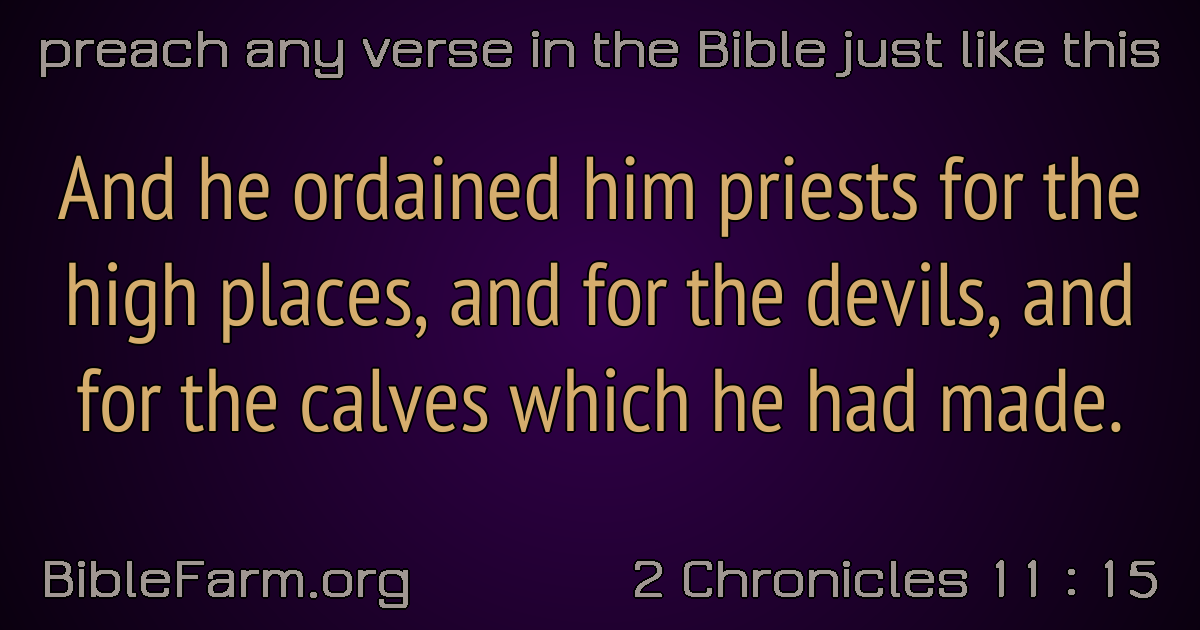 preach any verse in the Bible just like this
And he ordained him priests for the
high places, and for the devils, and
for the calves which he had made.
BibleFarm.org
2 Chronicles 11 : 15